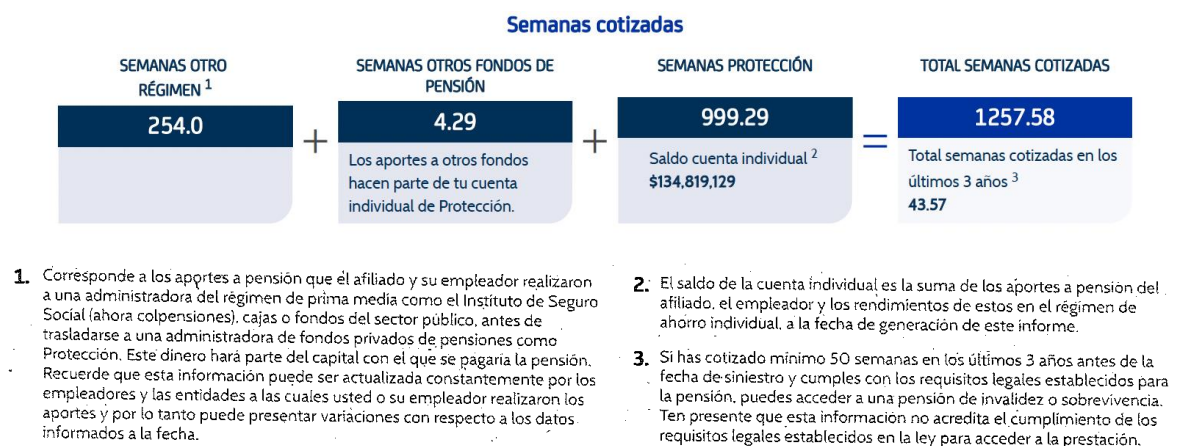 Semanas cotizadas
SEMANAS OTRO
RÉGIMEN 1
254.0
+
SEMANAS OTROS FONDOS DE
PENSIÓN
4.29
Los aportes a otros fondos
hacen parte de tu cuenta
individual de Protección.
+
SEMANAS PROTECCIÓN
999.29
Saldo cuenta individual 2
$134,819,129
=
TOTAL SEMANAS COTIZADAS
1257.58
Total semanas cotizadas en los
últimos 3 años 3
43.57
1. Corresponde a los aportes a pensión que el afiliado y su empleador realizaron
a una administradora del régimen de prima media como el Instituto de Seguro
Social (ahora colpensiones), cajas o fondos del sector público, antes de
trasladarse a una administradora de fondos privados de pensiones como
Protección. Este dinero hará parte del capital con el que se pagaría la pensión.
Recuerde que esta información puede ser actualizada constantemente por los
empleadores y las entidades a las cuales usted o su empleador realizaron los
aportes y por lo tanto puede presentar variaciones con respecto a los datos
informados a la fecha.
2. El saldo de la cuenta individual es la suma de los aportes a pensión del
afiliado, el empleador y los rendimientos de estos en el régimen de
ahorro individual, a la fecha de generación de este informe.
3. Si has cotizado mínimo 50 semanas en los últimos 3 años antes de la
fecha de siniestro y cumples con los requisitos legales establecidos para
la pensión, puedes acceder a una pensión de invalidez o sobrevivencia.
Ten presente que esta información no acredita el cumplimiento de los
requisitos legales establecidos en la ley para acceder a la prestación.